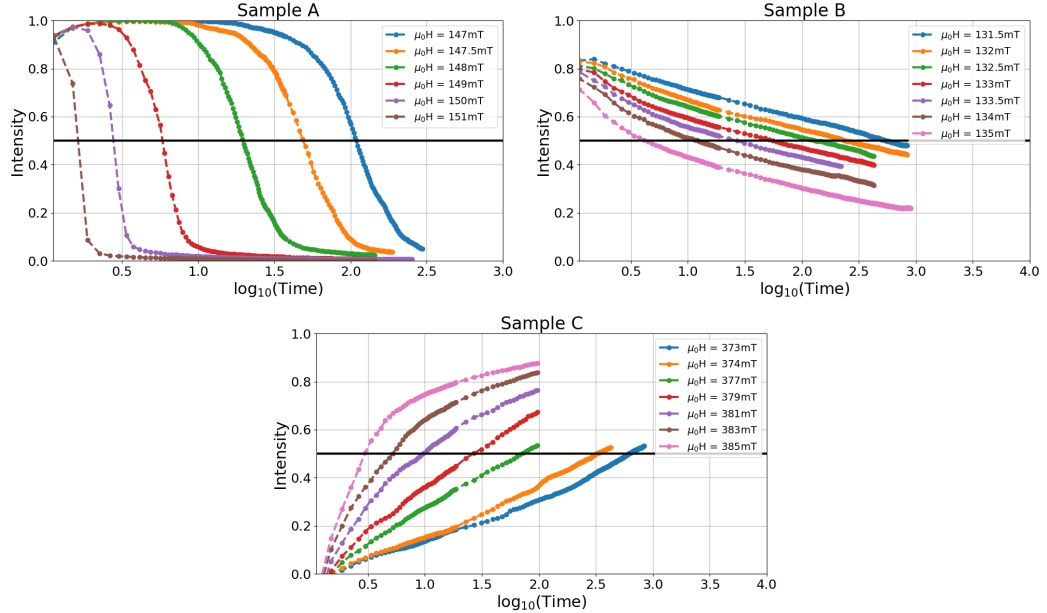 Sample A
Intensity
1.0
0.8
0.6
0.4
0.2
0.0
μ₀H = 147mT
μ₀H = 147.5mT
μ₀H = 148mT
μ₀H = 149mT
μ₀H = 150mT
μ₀H = 151mT
0.5 1.0 1.5 2.0 2.5 3.0
log₁₀(Time)
Sample B
Intensity
1.0
0.8
0.6
0.4
0.2
0.0
μ₀H = 131.5mT
μ₀H = 132mT
μ₀H = 132.5mT
μ₀H = 133mT
μ₀H = 133.5mT
μ₀H = 134mT
μ₀H = 135mT
0.5 1.0 1.5 2.0 2.5 3.0 3.5 4.0
log₁₀(Time)
Sample C
Intensity
1.0
0.8
0.6
0.4
0.2
0.0
μ₀H = 373mT
μ₀H = 374mT
μ₀H = 377mT
μ₀H = 379mT
μ₀H = 381mT
μ₀H = 383mT
μ₀H = 385mT
0.5 1.0 1.5 2.0 2.5 3.0 3.5 4.0
log₁₀(Time)